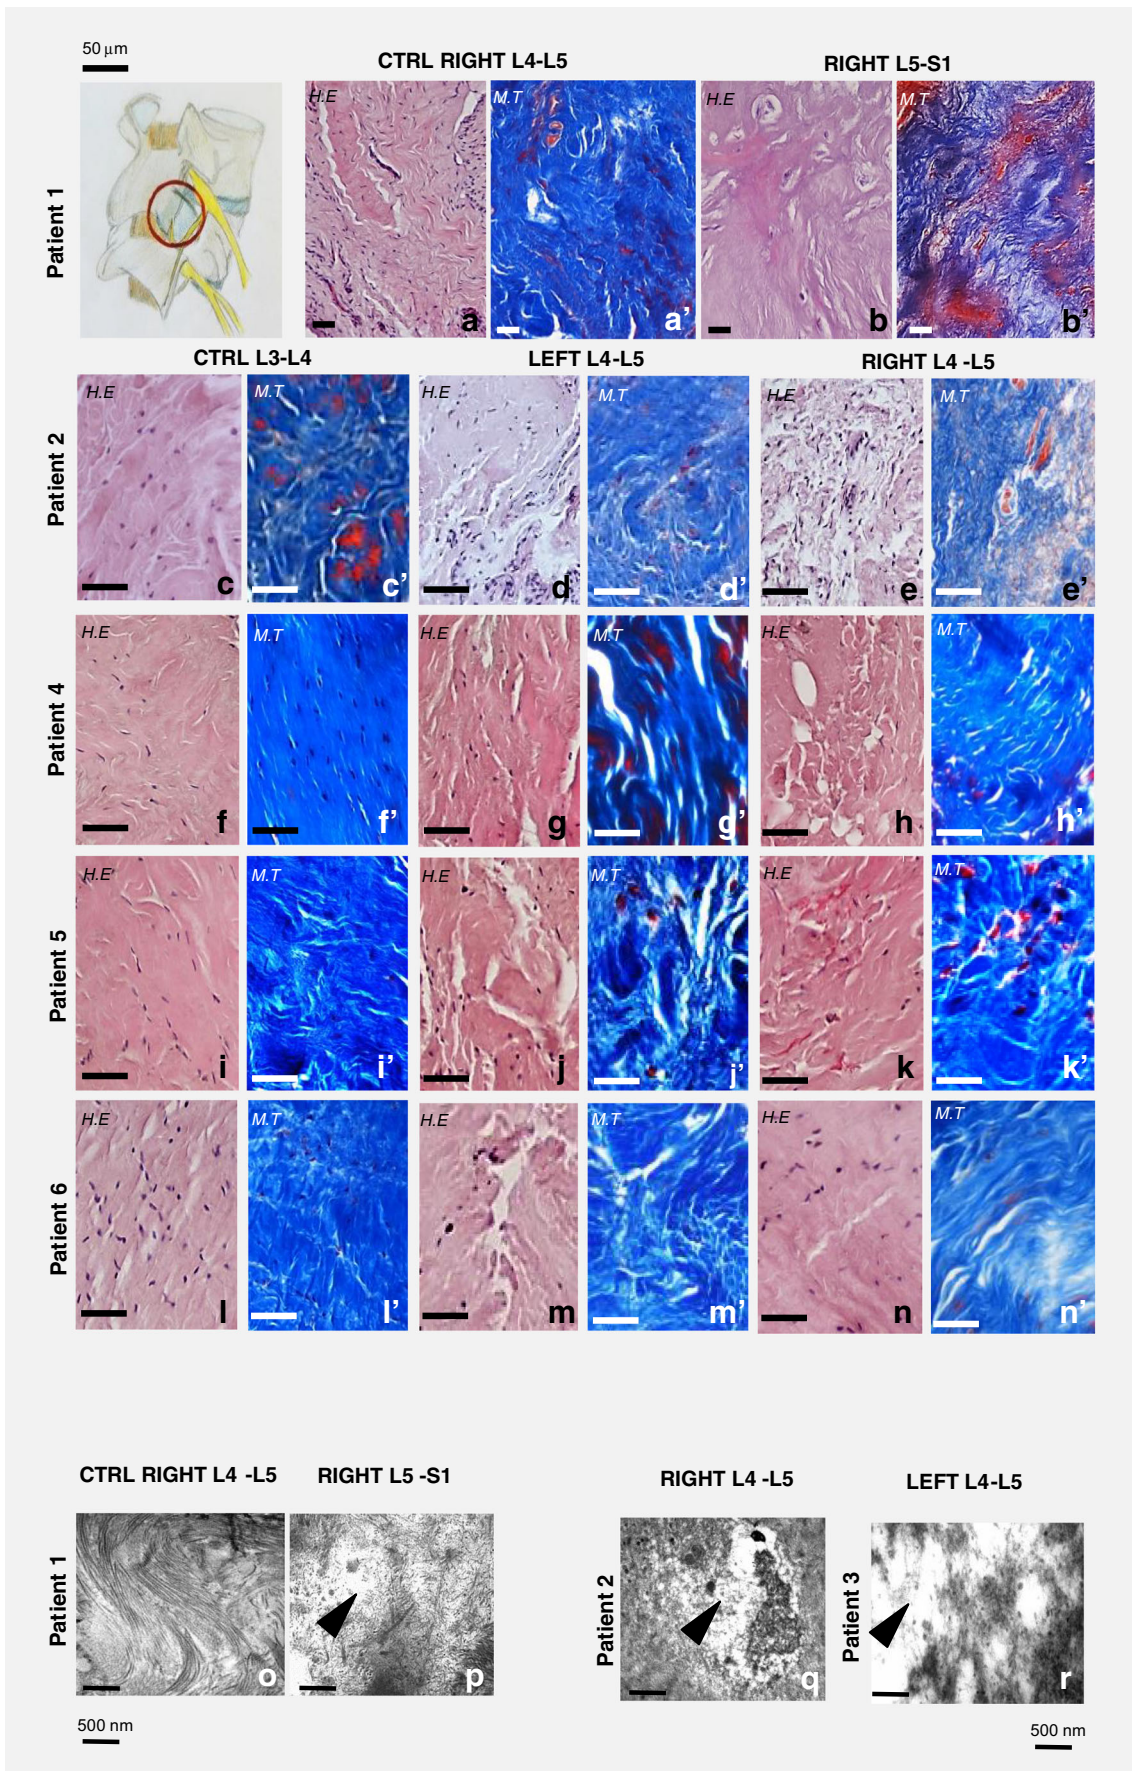 50 µm
CTRL RIGHT L4-L5
RIGHT L5-S1
Patient 1
H.E
M.T
H.E
M.T
a
a’
b
b’
CTRL L3-L4
LEFT L4-L5
RIGHT L4 -L5
Patient 2
H.E
M.T
H.E
M.T
H.E
M.T
c
c’
d
d’
e
e’
Patient 4
H.E
M.T
H.E
M.T
H.E
M.T
f
f’
g
g’
h
h’
Patient 5
H.E
M.T
H.E
M.T
H.E
M.T
i
i’
j
j’
k
k’
Patient 6
H.E
M.T
H.E
M.T
H.E
M.T
l
l’
m
m’
n
n’
CTRL RIGHT L4 -L5
RIGHT L5 -S1
RIGHT L4 -L5
LEFT L4-L5
Patient 1
o
p
Patient 2
q
Patient 3
r
500 nm
500 nm